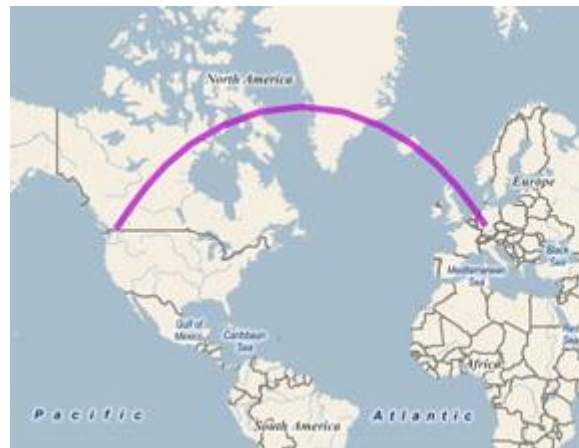 North America
Europe
Black
Sea
Mediterranean
Sea
Gulf of
Mexico
Caribbean
Sea
Africa
Pacific
Atlantic
South America